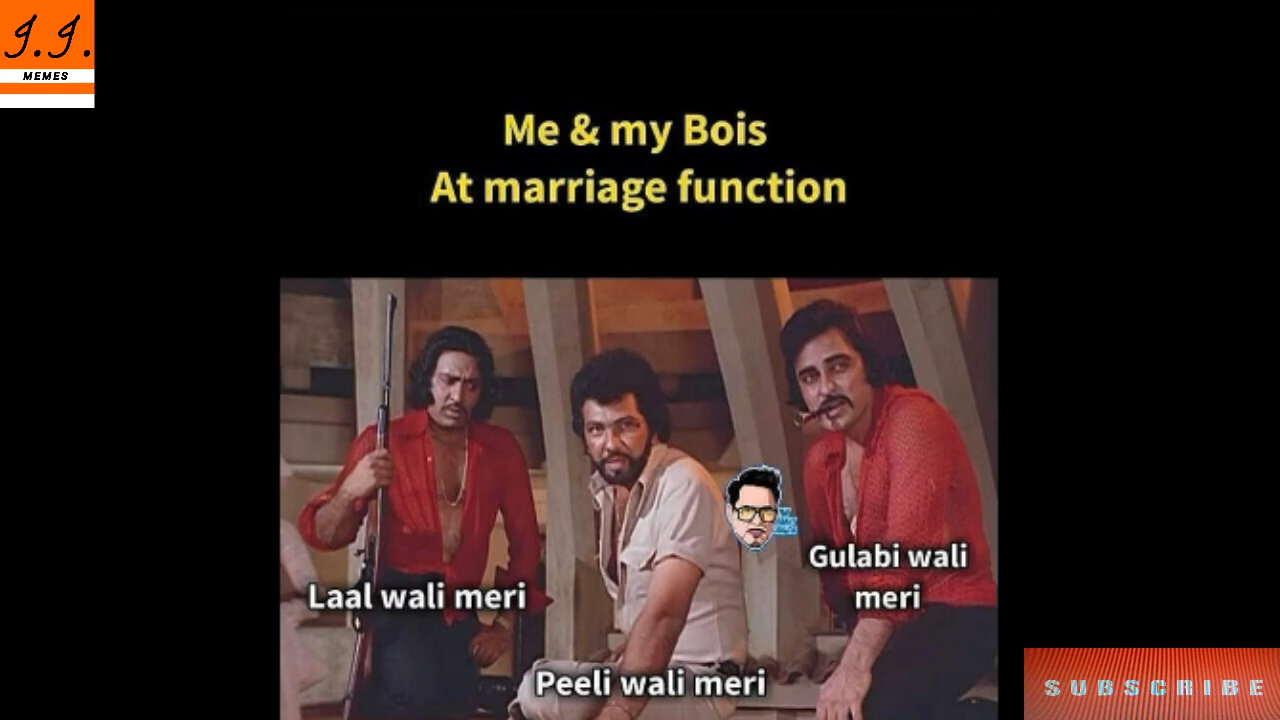 J.J.
MEMES
Me & my Bois
At marriage function
Gulabi wali
meri
Laal wali meri
Peeli wali meri
SUBSCRIBE